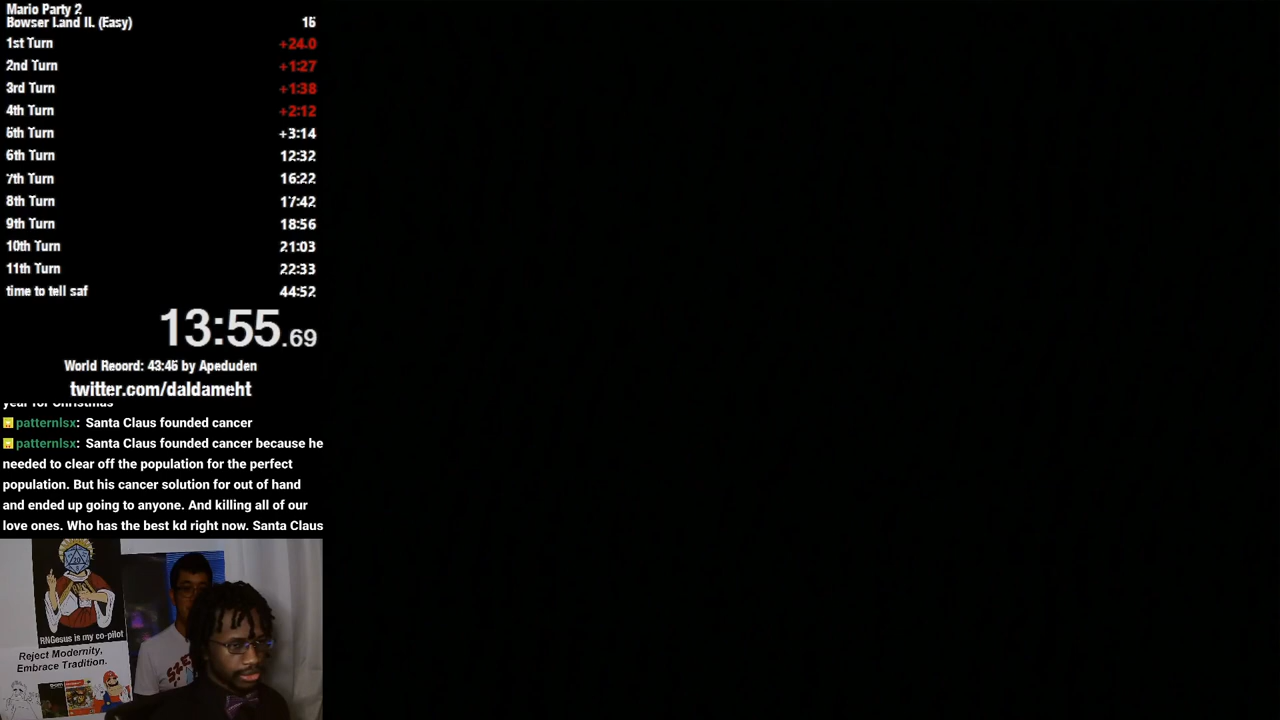 Mario Party 2
Bowser Land II. (Easy) 15
1st Turn +24.0
2nd Turn +1:27
3rd Turn +1:38
4th Turn +2:12
5th Turn +3:14
6th Turn 12:32
7th Turn 16:22
8th Turn 17:42
9th Turn 18:56
10th Turn 21:03
11th Turn 22:33
time to tell saf 44:52
13:55.69
World Record: 43:45 by Apeduden
twitter.com/daldameht
year for Christmas
patternlsx: Santa Claus founded cancer
patternlsx: Santa Claus founded cancer because he
needed to clear off the population for the perfect
population. But his cancer solution for out of hand
and ended up going to anyone. And killing all of our
love ones. Who has the best kd right now. Santa Claus
RNGesus is my co-pilot
Reject Modernity,
Embrace Tradition.